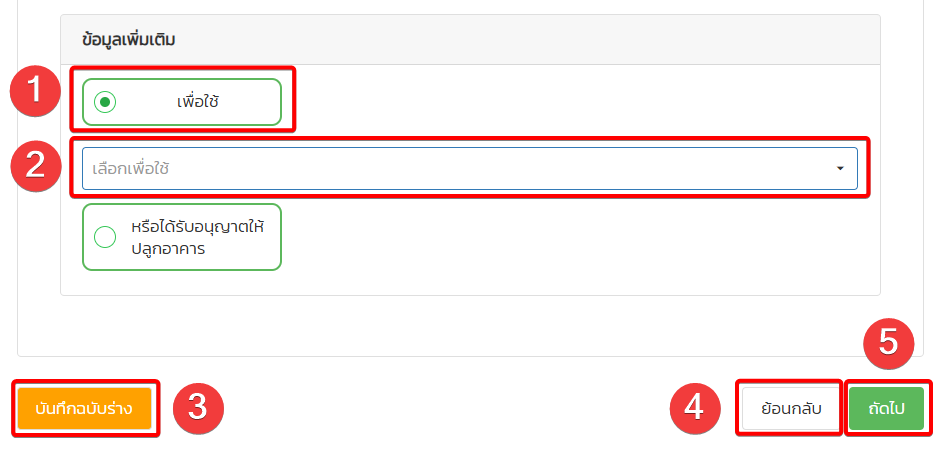 ข้อมูลเพิ่มเติม
1
เพื่อใช้
2
เลือกเพื่อใช้
หรือได้รับอนุญาตให้
ปลูกอาคาร
5
บันทึกฉบับร่าง
3
4
ย้อนกลับ
ถัดไป